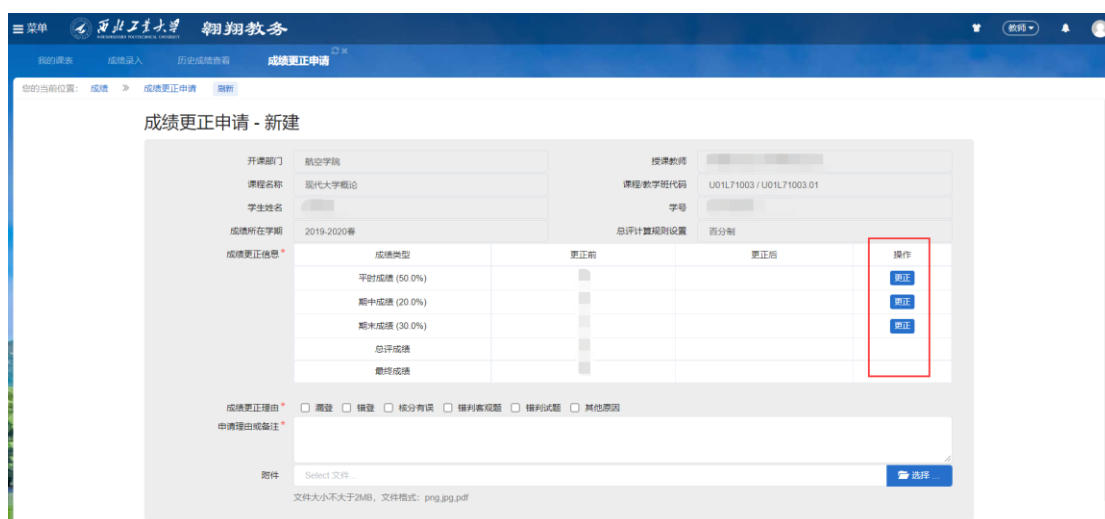 菜单 西北工业大学 翱翔教务 教师
我的课表 成绩录入 历史成绩查看 成绩更正申请
您的当前位置: 成绩 》 成绩更正申请 刷新
成绩更正申请 - 新建
开课部门 航空学院 授课教师
课程名称 现代大学概论 课程/教学班代码 U01L71003 / U01L71003.01
学生姓名 学号
成绩所在学期 2019-2020春 总评计算规则设置 百分制
成绩更正信息* 成绩类型 更正前 更正后 操作
平时成绩 (50.0%) 更正
期中成绩 (20.0%) 更正
期末成绩 (30.0%) 更正
总评成绩
最终成绩
成绩更正理由* 漏登 错登 核分有误 错判客观题 错判试题 其他原因
申请理由或备注*
附件 Select 文件... 选择 ...
文件大小不大于2MB, 文件格式: png,jpg,pdf